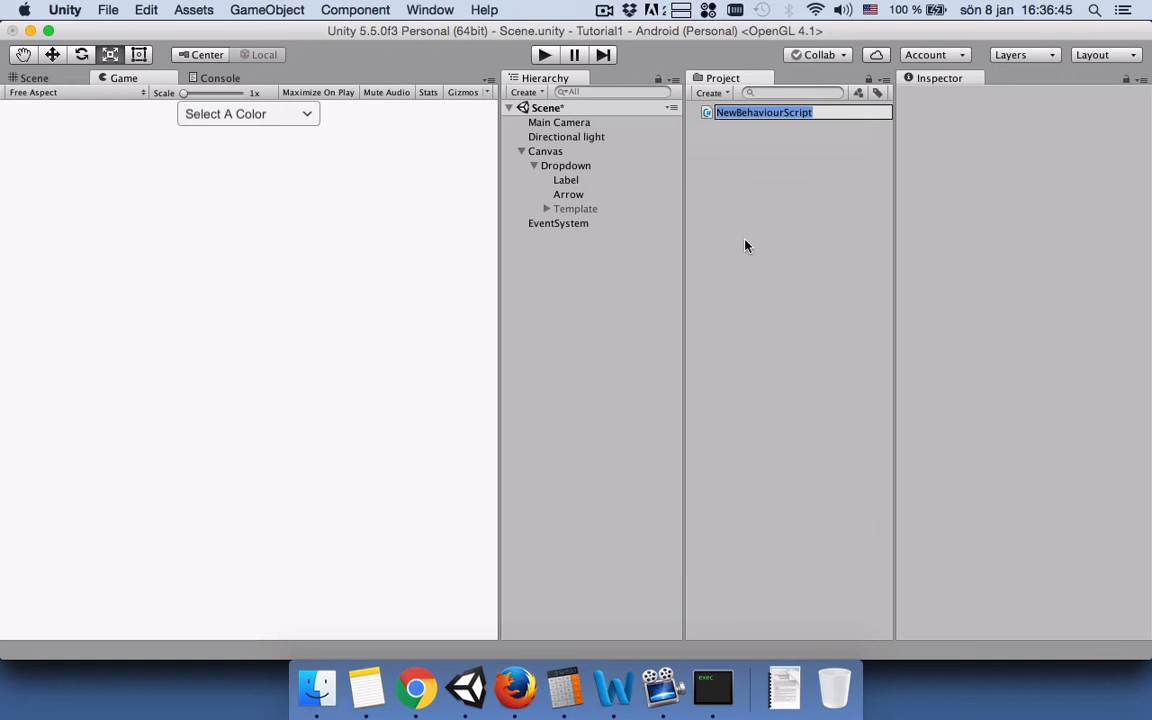 Unity File Edit Assets GameObject Component Window Help 100 % sön 8 jan 16:36:45
Unity 5.5.0f3 Personal (64bit) - Scene.unity - Tutorial1 - Android (Personal) <OpenGL 4.1>
Center Local Collab Account Layers Layout
Scene Game Console Hierarchy Project Inspector
Free Aspect Scale 1x Maximize On Play Mute Audio Stats Gizmos Create All Create
Scene*
Select A Color
NewBehaviourScript
Main Camera
Directional light
Canvas
Dropdown
Label
Arrow
Template
EventSystem
exec